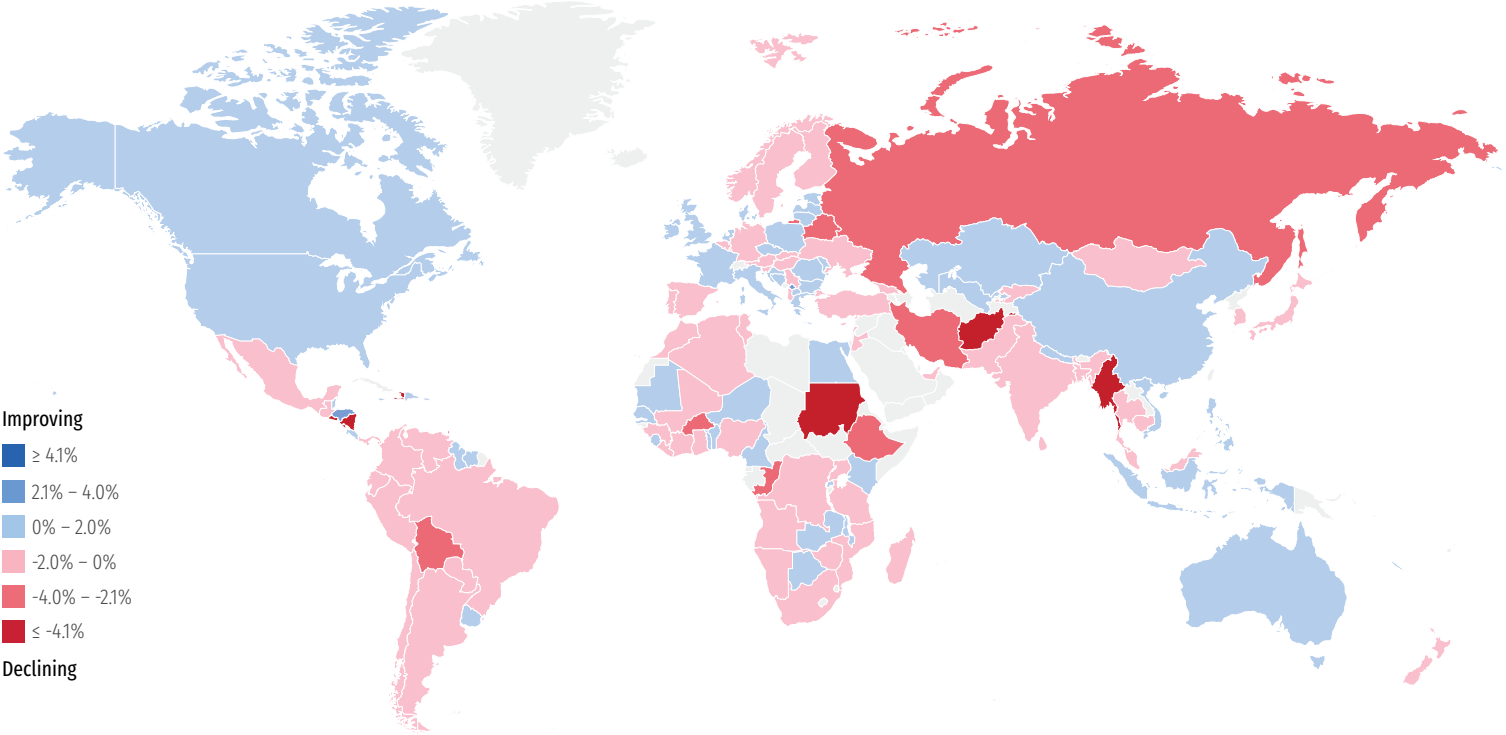 Improving
≥ 4.1%
2.1% – 4.0%
0% – 2.0%
-2.0% – 0%
-4.0% – -2.1%
≤ -4.1%
Declining